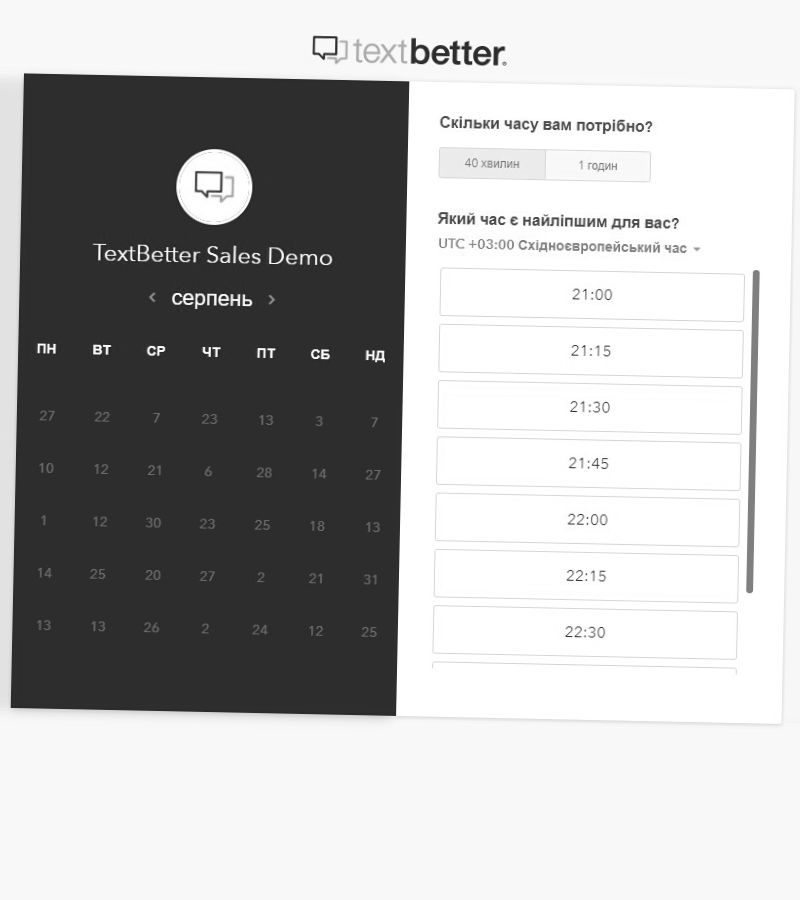 textbetter.
TextBetter Sales Demo
‹ серпень ›
ПН ВТ СР ЧТ ПТ СБ НД
27 22 7 23 13 3 7
10 12 21 6 28 14 27
1 12 30 23 25 18 13
14 25 20 27 2 21 31
13 13 26 2 24 12 25
Скільки часу вам потрібно?
40 хвилин 1 годин
Який час є найліпшим для вас?
UTC +03:00 Східноєвропейський час
21:00
21:15
21:30
21:45
22:00
22:15
22:30